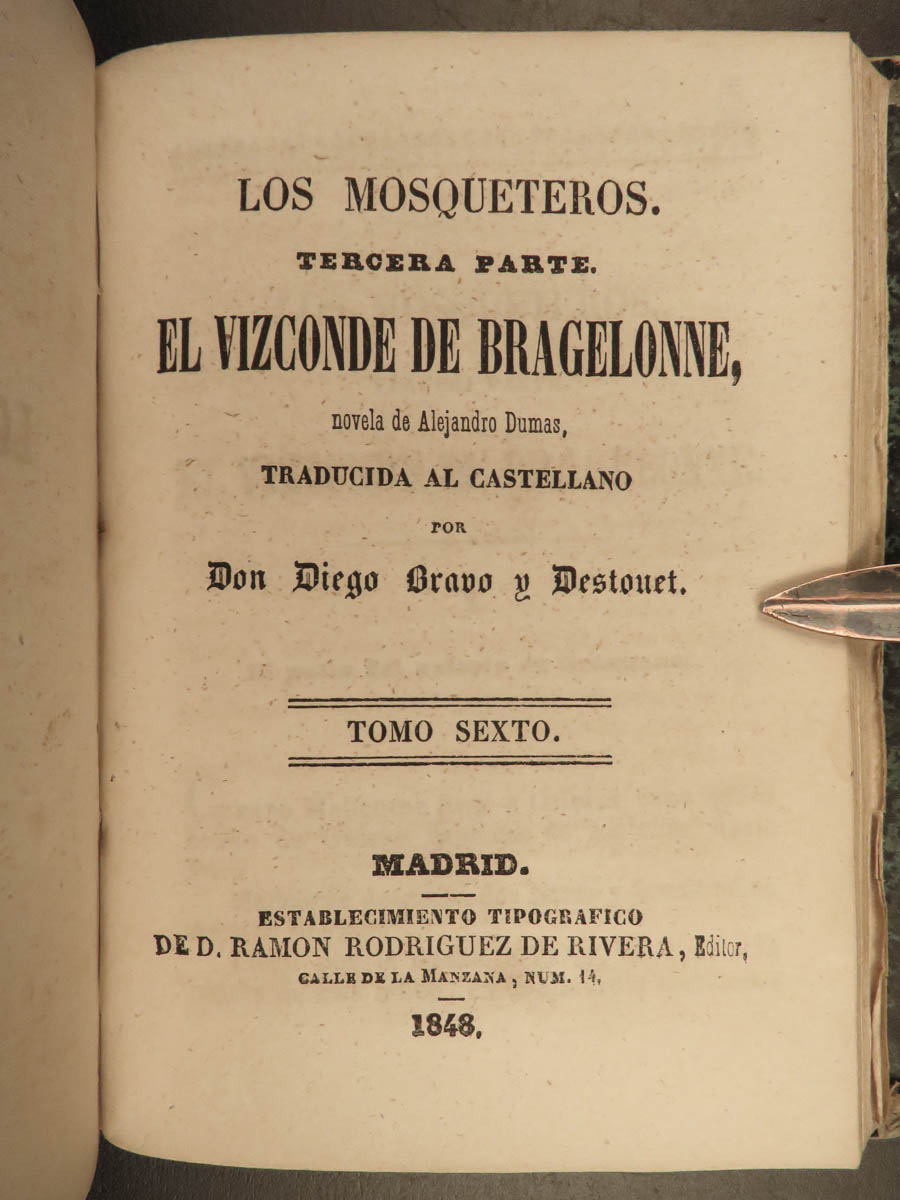 LOS MOSQUETEROS.
TERCERA PARTE.
EL VIZCONDE DE BRAGELONNE,
novela de Alejandro Dumas,
TRADUCIDA AL CASTELLANO
POR
Don Diego Bravo y Destouet.
TOMO SEXTO.
MADRID.
ESTABLECIMIENTO TIPOGRAFICO
DE D. RAMON RODRIGUEZ DE RIVERA, Editor,
CALLE DE LA MANZANA, NUM. 14.
1848.